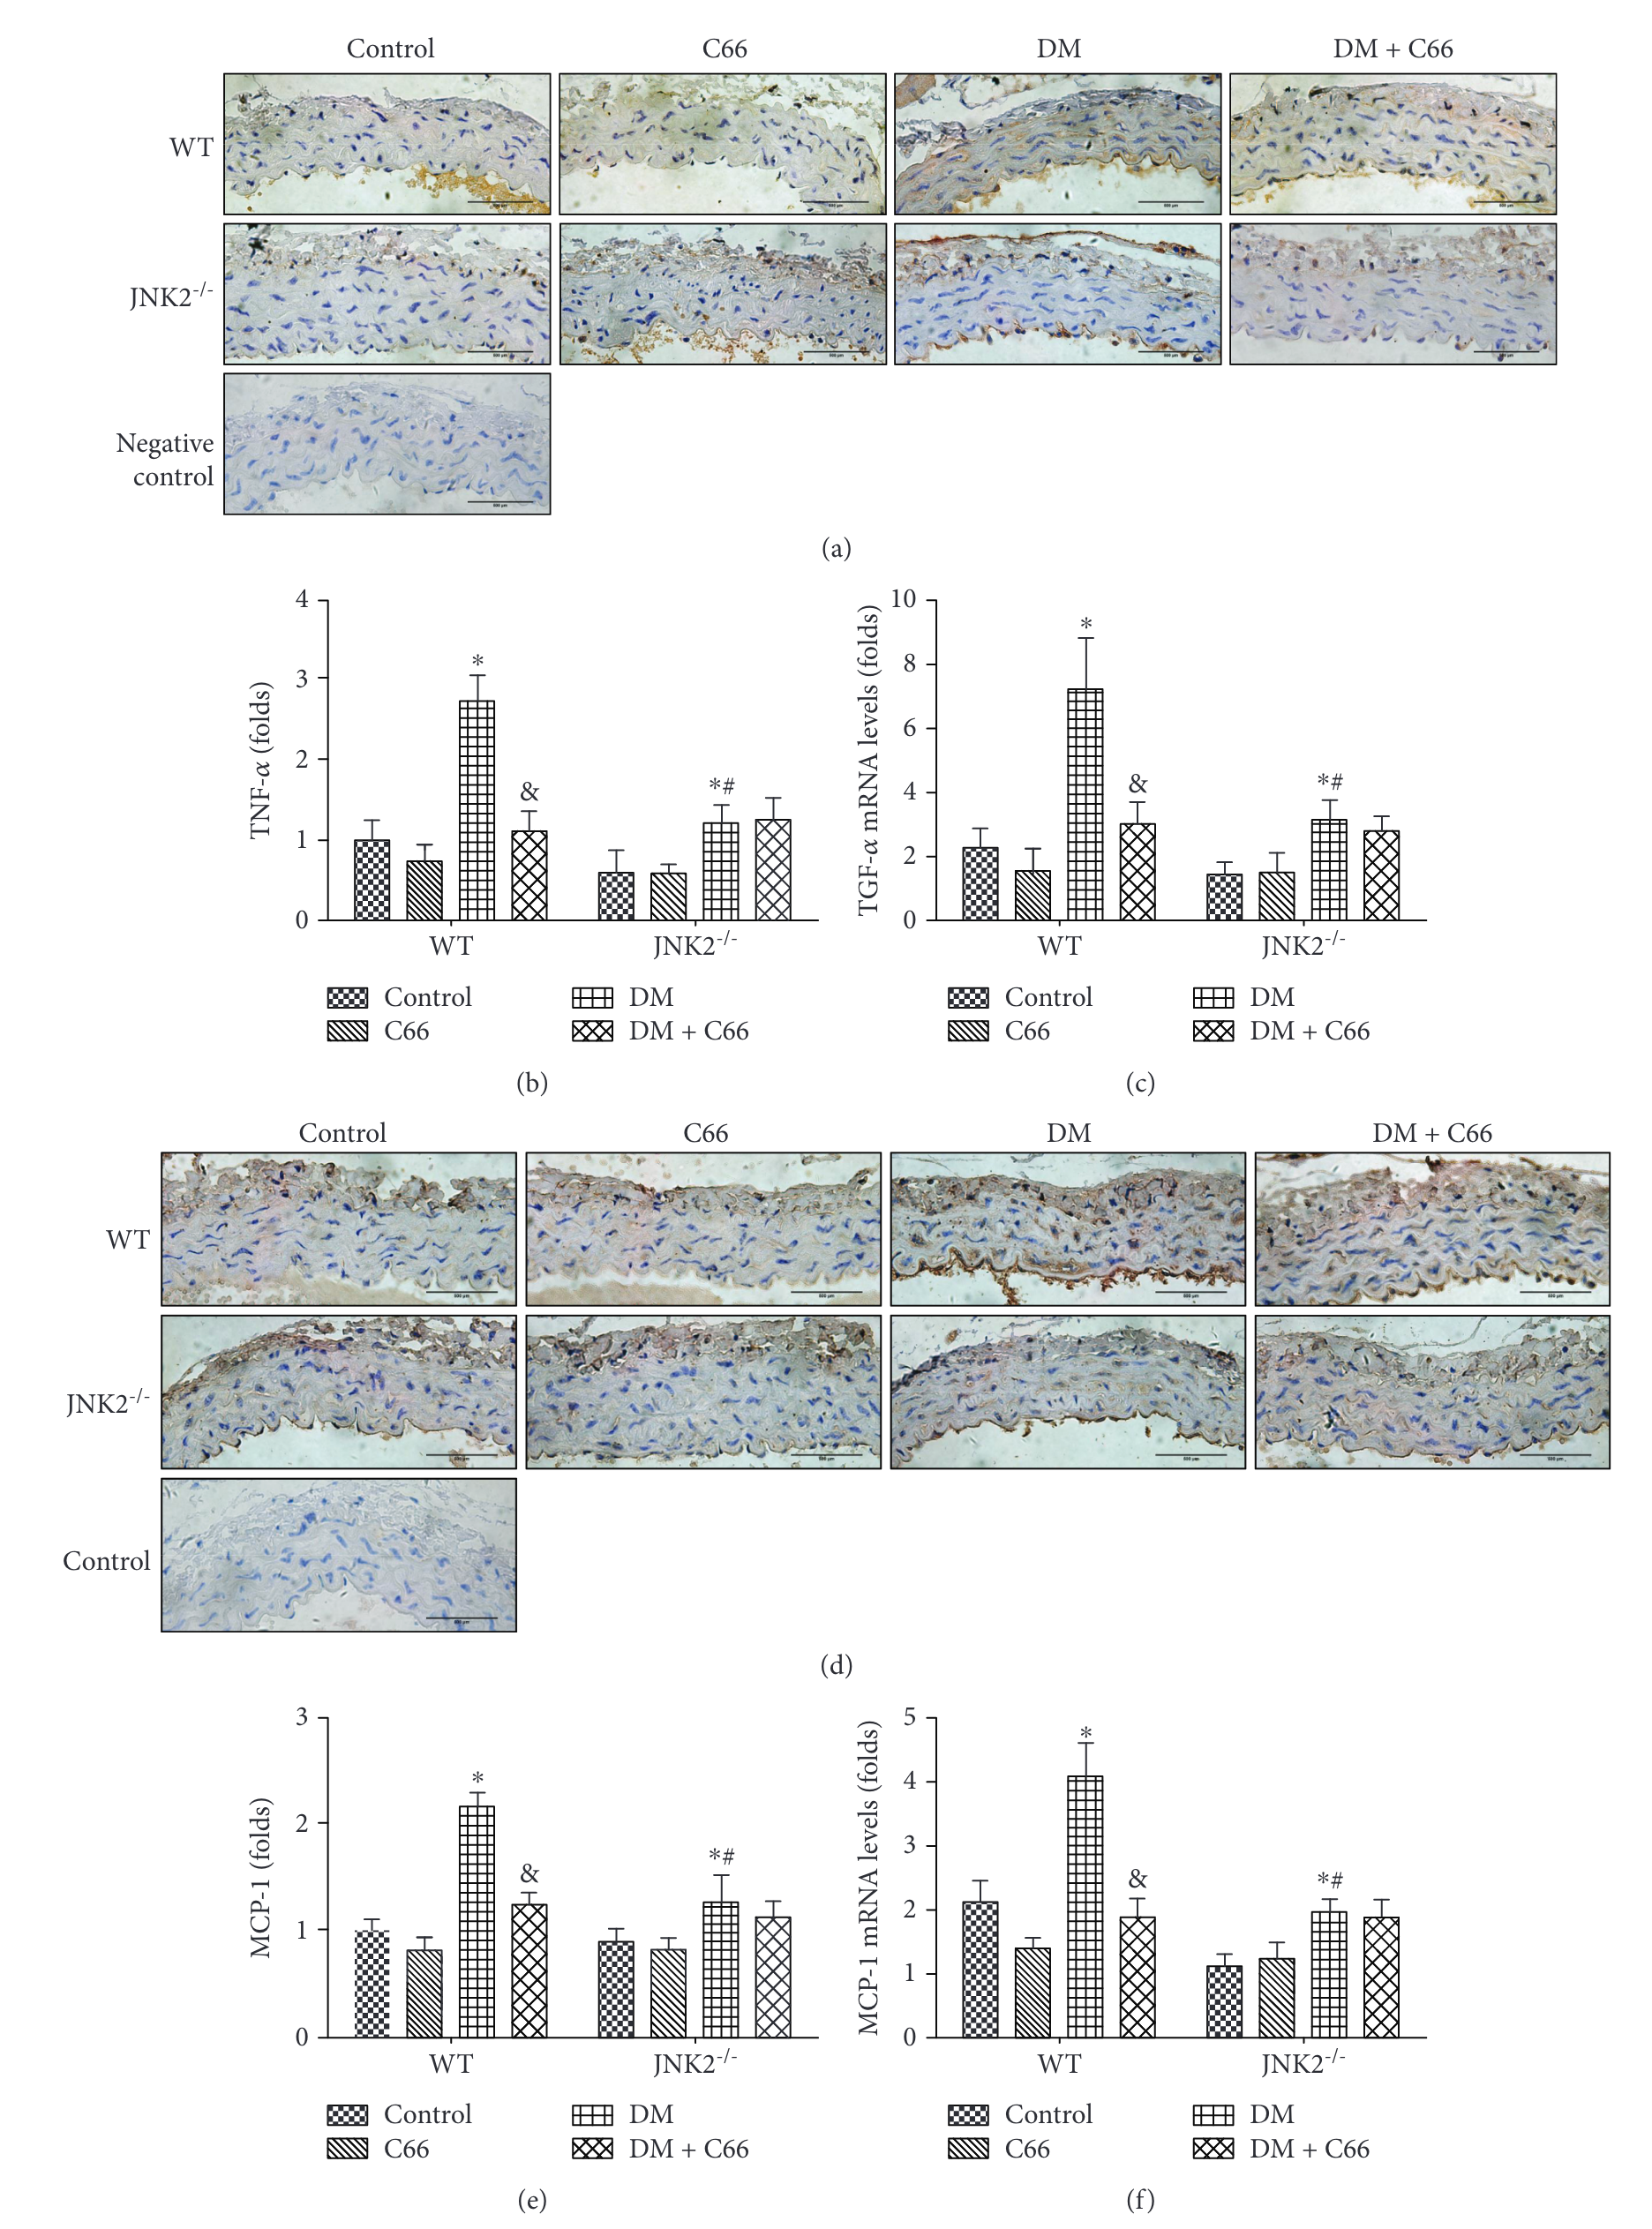 Control C66 DM DM + C66
WT
JNK2-/-
Negative
control
(a)
4
3
2
1
0
TNF-α (folds)
*
&
*#
WT JNK2-/-
Control DM
C66 DM + C66
(b)
10
8
6
4
2
0
TGF-α mRNA levels (folds)
*
&
*#
WT JNK2-/-
Control DM
C66 DM + C66
(c)
Control C66 DM DM + C66
WT
JNK2-/-
Control
(d)
3
2
1
0
MCP-1 (folds)
*
&
*#
WT JNK2-/-
Control DM
C66 DM + C66
(e)
5
4
3
2
1
0
MCP-1 mRNA levels (folds)
*
&
*#
WT JNK2-/-
Control DM
C66 DM + C66
(f)